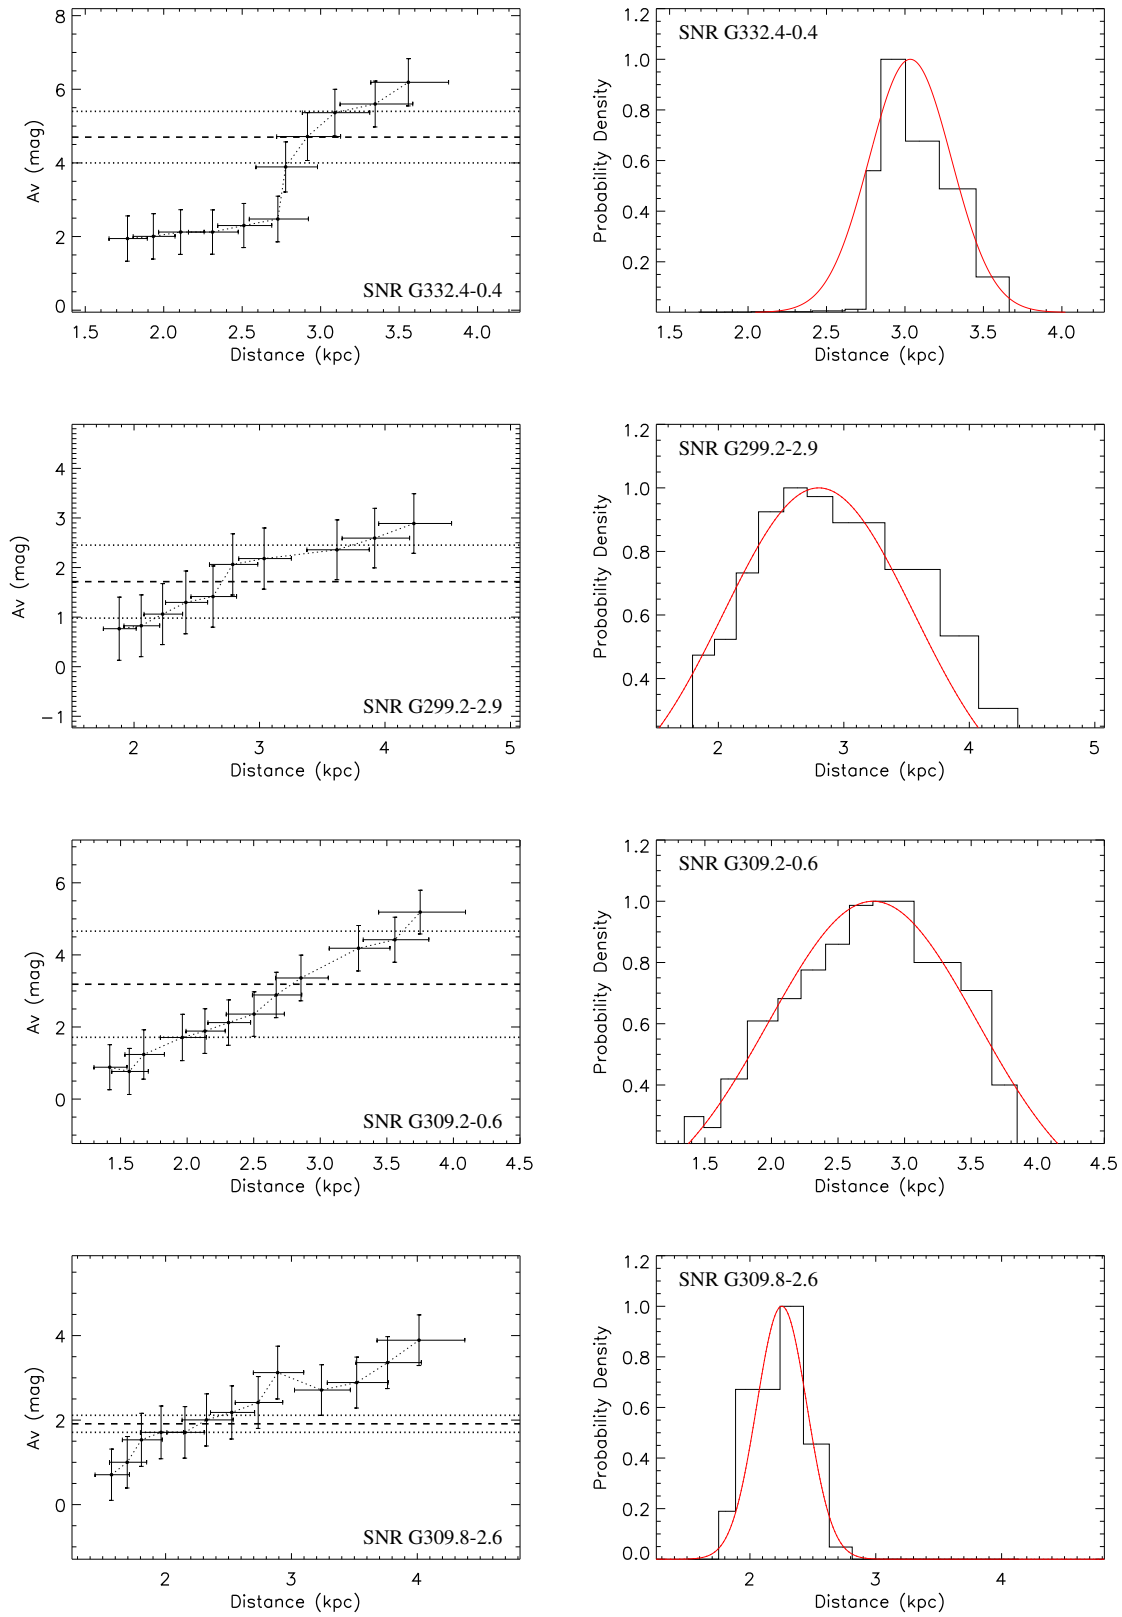 8
6
4
2
0
Av (mag)
SNR G332.4-0.4
1.5 2.0 2.5 3.0 3.5 4.0
Distance (kpc)
SNR G332.4-0.4
1.2
1.0
0.8
0.6
0.4
0.2
Probability Density
1.5 2.0 2.5 3.0 3.5 4.0
Distance (kpc)
4
3
2
1
0
−1
Av (mag)
SNR G299.2-2.9
2 3 4 5
Distance (kpc)
SNR G299.2-2.9
1.2
1.0
0.8
0.6
0.4
Probability Density
2 3 4 5
Distance (kpc)
6
4
2
0
Av (mag)
SNR G309.2-0.6
1.5 2.0 2.5 3.0 3.5 4.0 4.5
Distance (kpc)
SNR G309.2-0.6
1.2
1.0
0.8
0.6
0.4
Probability Density
1.5 2.0 2.5 3.0 3.5 4.0 4.5
Distance (kpc)
4
2
0
Av (mag)
SNR G309.8-2.6
2 3 4
Distance (kpc)
SNR G309.8-2.6
1.2
1.0
0.8
0.6
0.4
0.2
0.0
Probability Density
2 3 4
Distance (kpc)